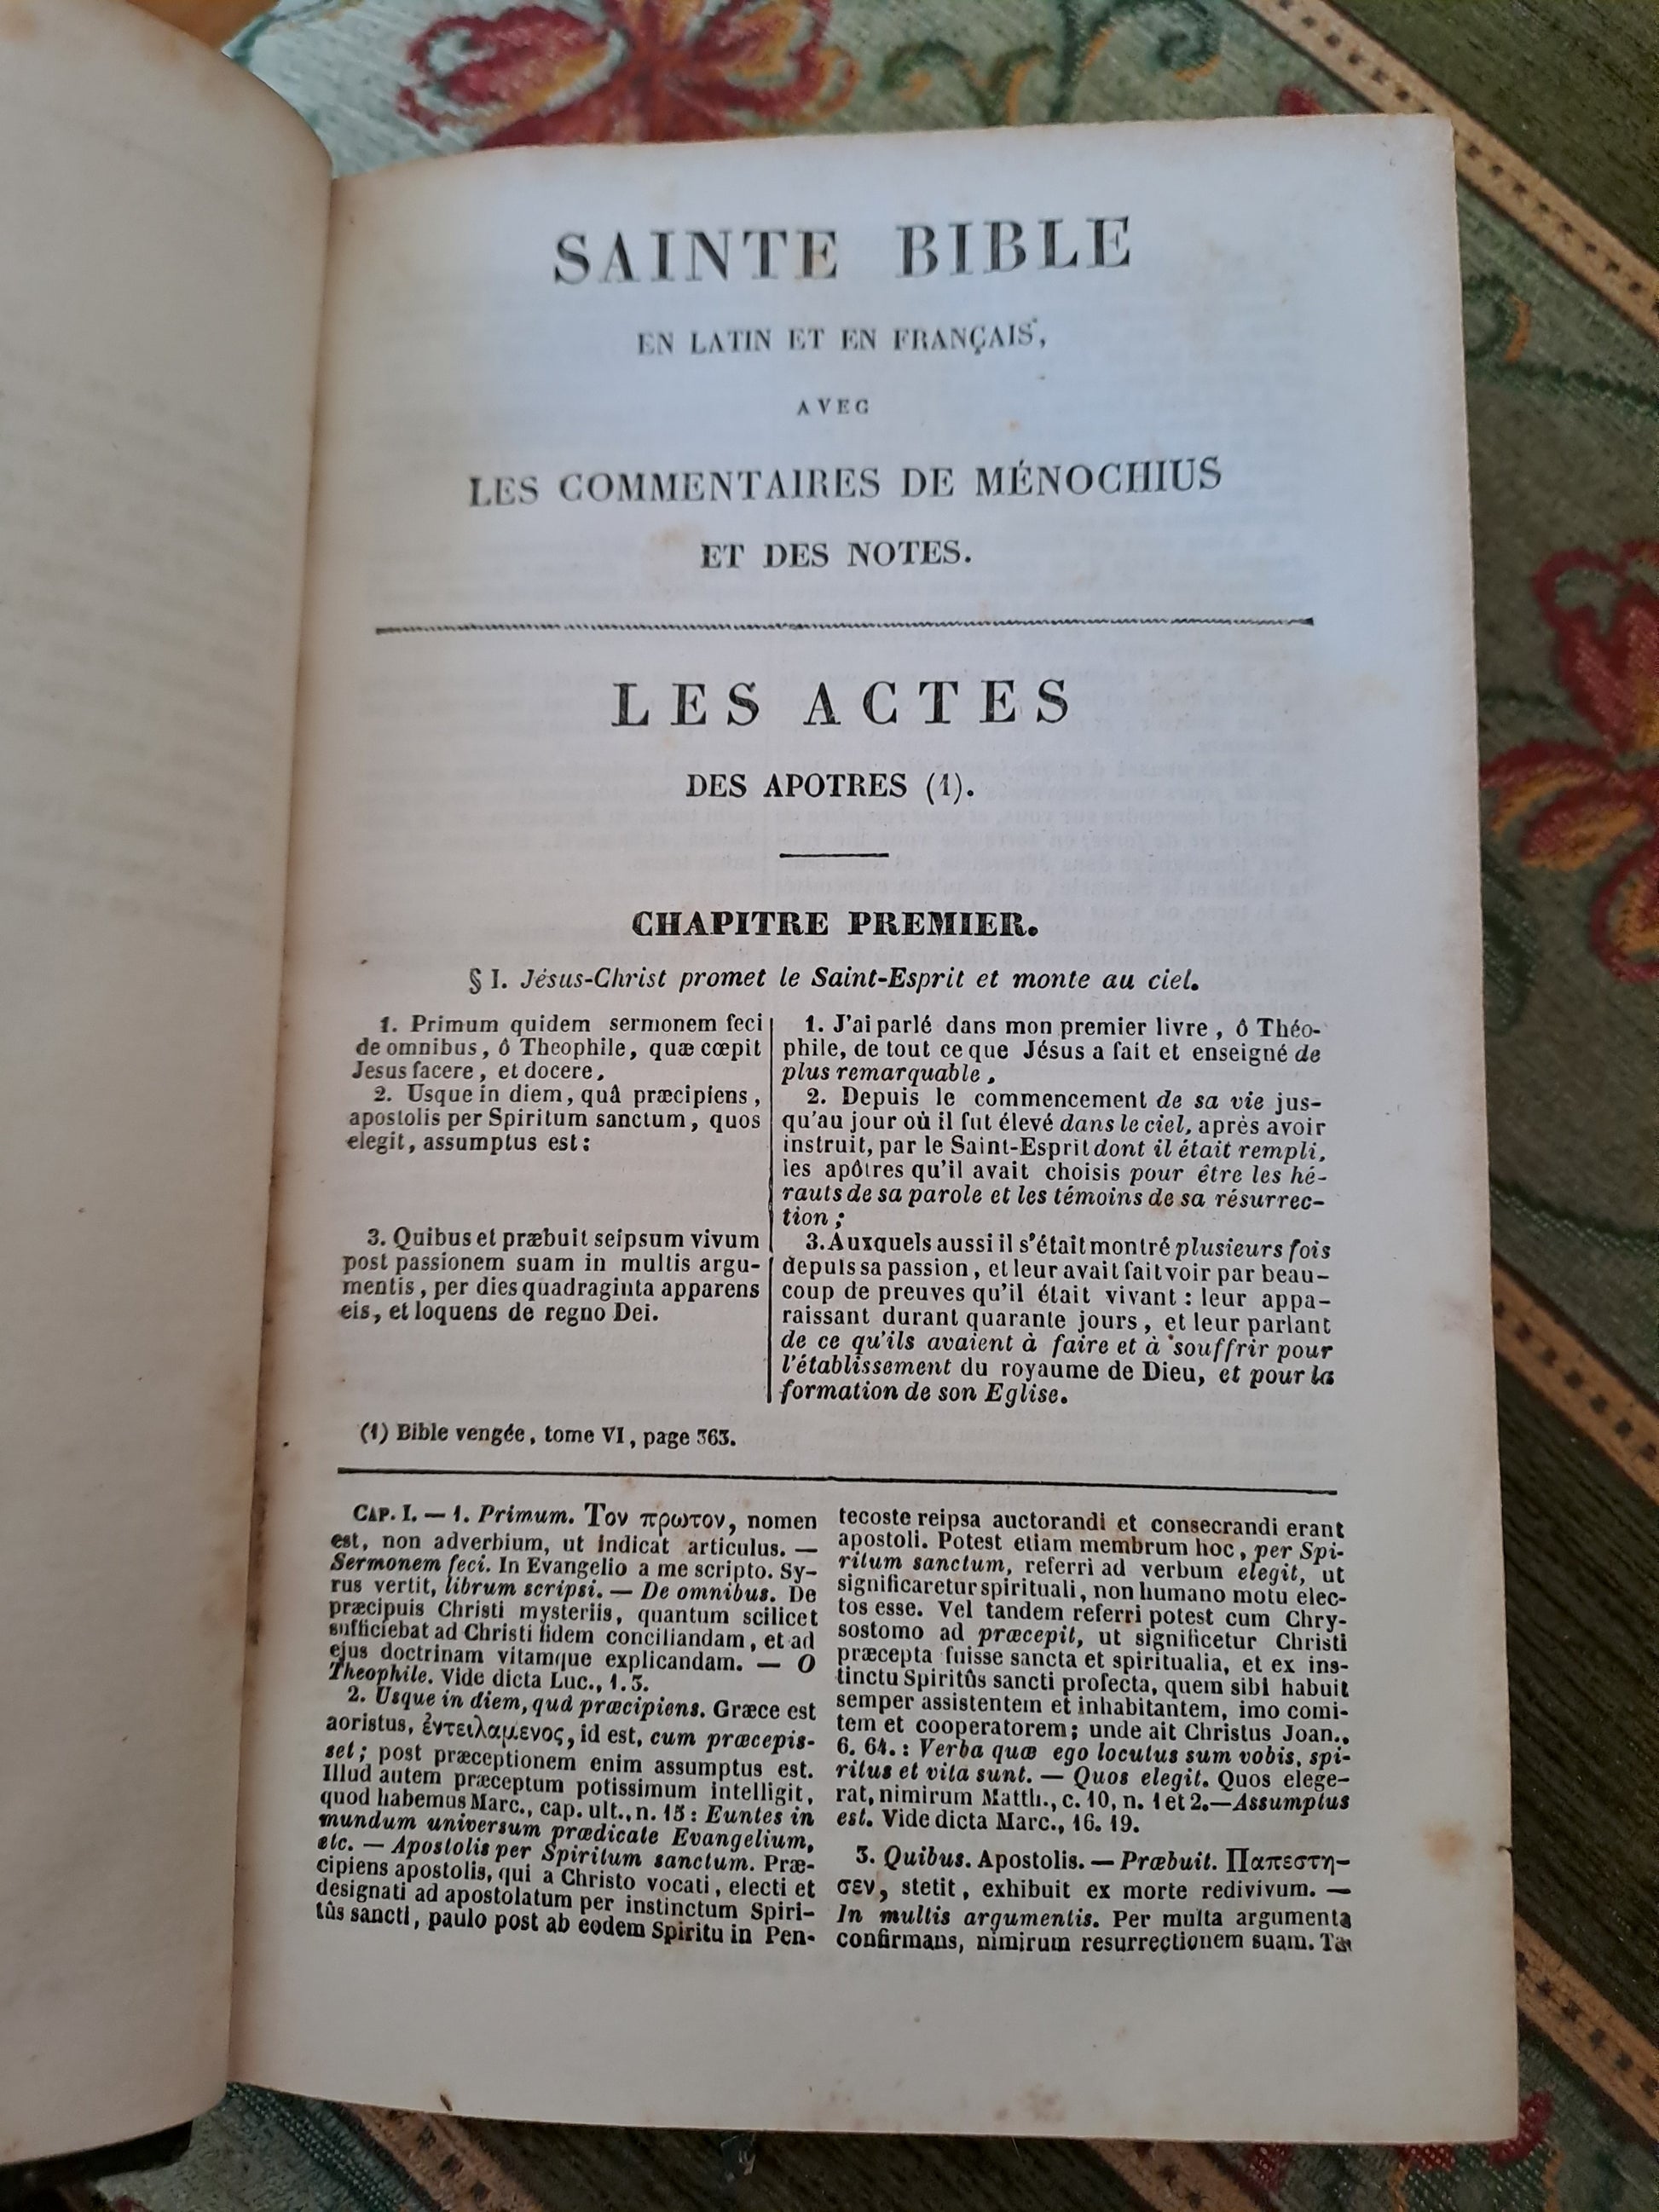 SAINTE BIBLE
EN LATIN ET EN FRANÇAIS,
AVEC
LES COMMENTAIRES DE MÉNOCHIUS
ET DES NOTES.
LES ACTES
DES APOTRES (1).
CHAPITRE PREMIER.
§ I. Jésus-Christ promet le Saint-Esprit et monte au ciel.
1. Primum quidem sermonem feci
de omnibus, ô Theophile, quæ cœpit
Jesus facere, et docere,
2. Usque in diem, quâ præcipiens,
apostolis per Spiritum sanctum, quos
elegit, assumptus est :
3. Quibus et præbuit seipsum vivum
post passionem suam in multis argu-
mentis, per dies quadraginta apparens
eis, et loquens de regno Dei.
1. J'ai parlé dans mon premier livre, ô Théo-
phile, de tout ce que Jésus a fait et enseigné de
plus remarquable,
2. Depuis le commencement de sa vie jus-
qu'au jour où il fut élevé dans le ciel, après avoir
instruit, par le Saint-Esprit dont il était rempli,
les apôtres qu'il avait choisis pour être les hé-
rauts de sa parole et les témoins de sa résurrec-
tion ;
3. Auxquels aussi il s'était montré plusieurs fois
depuis sa passion, et leur avait fait voir par beau-
coup de preuves qu'il était vivant : leur appa-
raissant durant quarante jours, et leur parlant
de ce qu'ils avaient à faire et à souffrir pour
l'établissement du royaume de Dieu, et pour la
formation de son Eglise.
(1) Bible vengée, tome VI, page 363.
CAP. I. — 1. Primum. Τον πρωτον, nomen
est, non adverbium, ut indicat articulus. —
Sermonem feci. In Evangelio a me scripto. Sy-
rus vertit, librum scripsi. — De omnibus. De
præcipuis Christi mysteriis, quantum scilicet
sufficiebat ad Christi fidem conciliandam, et ad
ejus doctrinam vitamque explicandam. — O
Theophile. Vide dicta Luc., 1. 3.
2. Usque in diem, quâ præcipiens. Græce est
aoristus, ἐντειλαμενος, id est, cum præcepis-
set ; post præceptionem enim assumptus est.
Illud autem præceptum potissimum intelligit,
quod habemus Marc., cap. ult., n. 15 : Euntes in
mundum universum prædicate Evangelium,
etc. — Apostolis per Spiritum sanctum. Præ-
cipiens apostolis, qui a Christo vocati, electi et
designati ad apostolatum per instinctum Spiri-
tûs sancti, paulo post ab eodem Spiritu in Pen-
tecoste reipsa auctorandi et consecrandi erant
apostoli. Potest etiam membrum hoc, per Spi-
ritum sanctum, referri ad verbum elegit, ut
significaretur spirituali, non humano motu elec-
tos esse. Vel tandem referri potest cum Chry-
sostomo ad præcepit, ut significetur Christi
præcepta fuisse sancta et spiritualia, et ex ins-
tinctu Spiritûs sancti profecta, quem sibi habuit
semper assistentem et inhabitantem, imo comi-
tem et cooperatorem ; unde ait Christus Joan.,
6. 64. : Verba quæ ego locutus sum vobis, spi-
ritus et vita sunt. — Quos elegit. Quos elege-
rat, nimirum Matth., c. 10, n. 1 et 2.—Assumptus
est. Vide dicta Marc., 16. 19.
3. Quibus. Apostolis. — Præbuit. Παπεστη-
σεν, stetit, exhibuit ex morte redivivum. —
In multis argumentis. Per multa argumenta
confirmans, nimirum resurrectionem suam. Ta